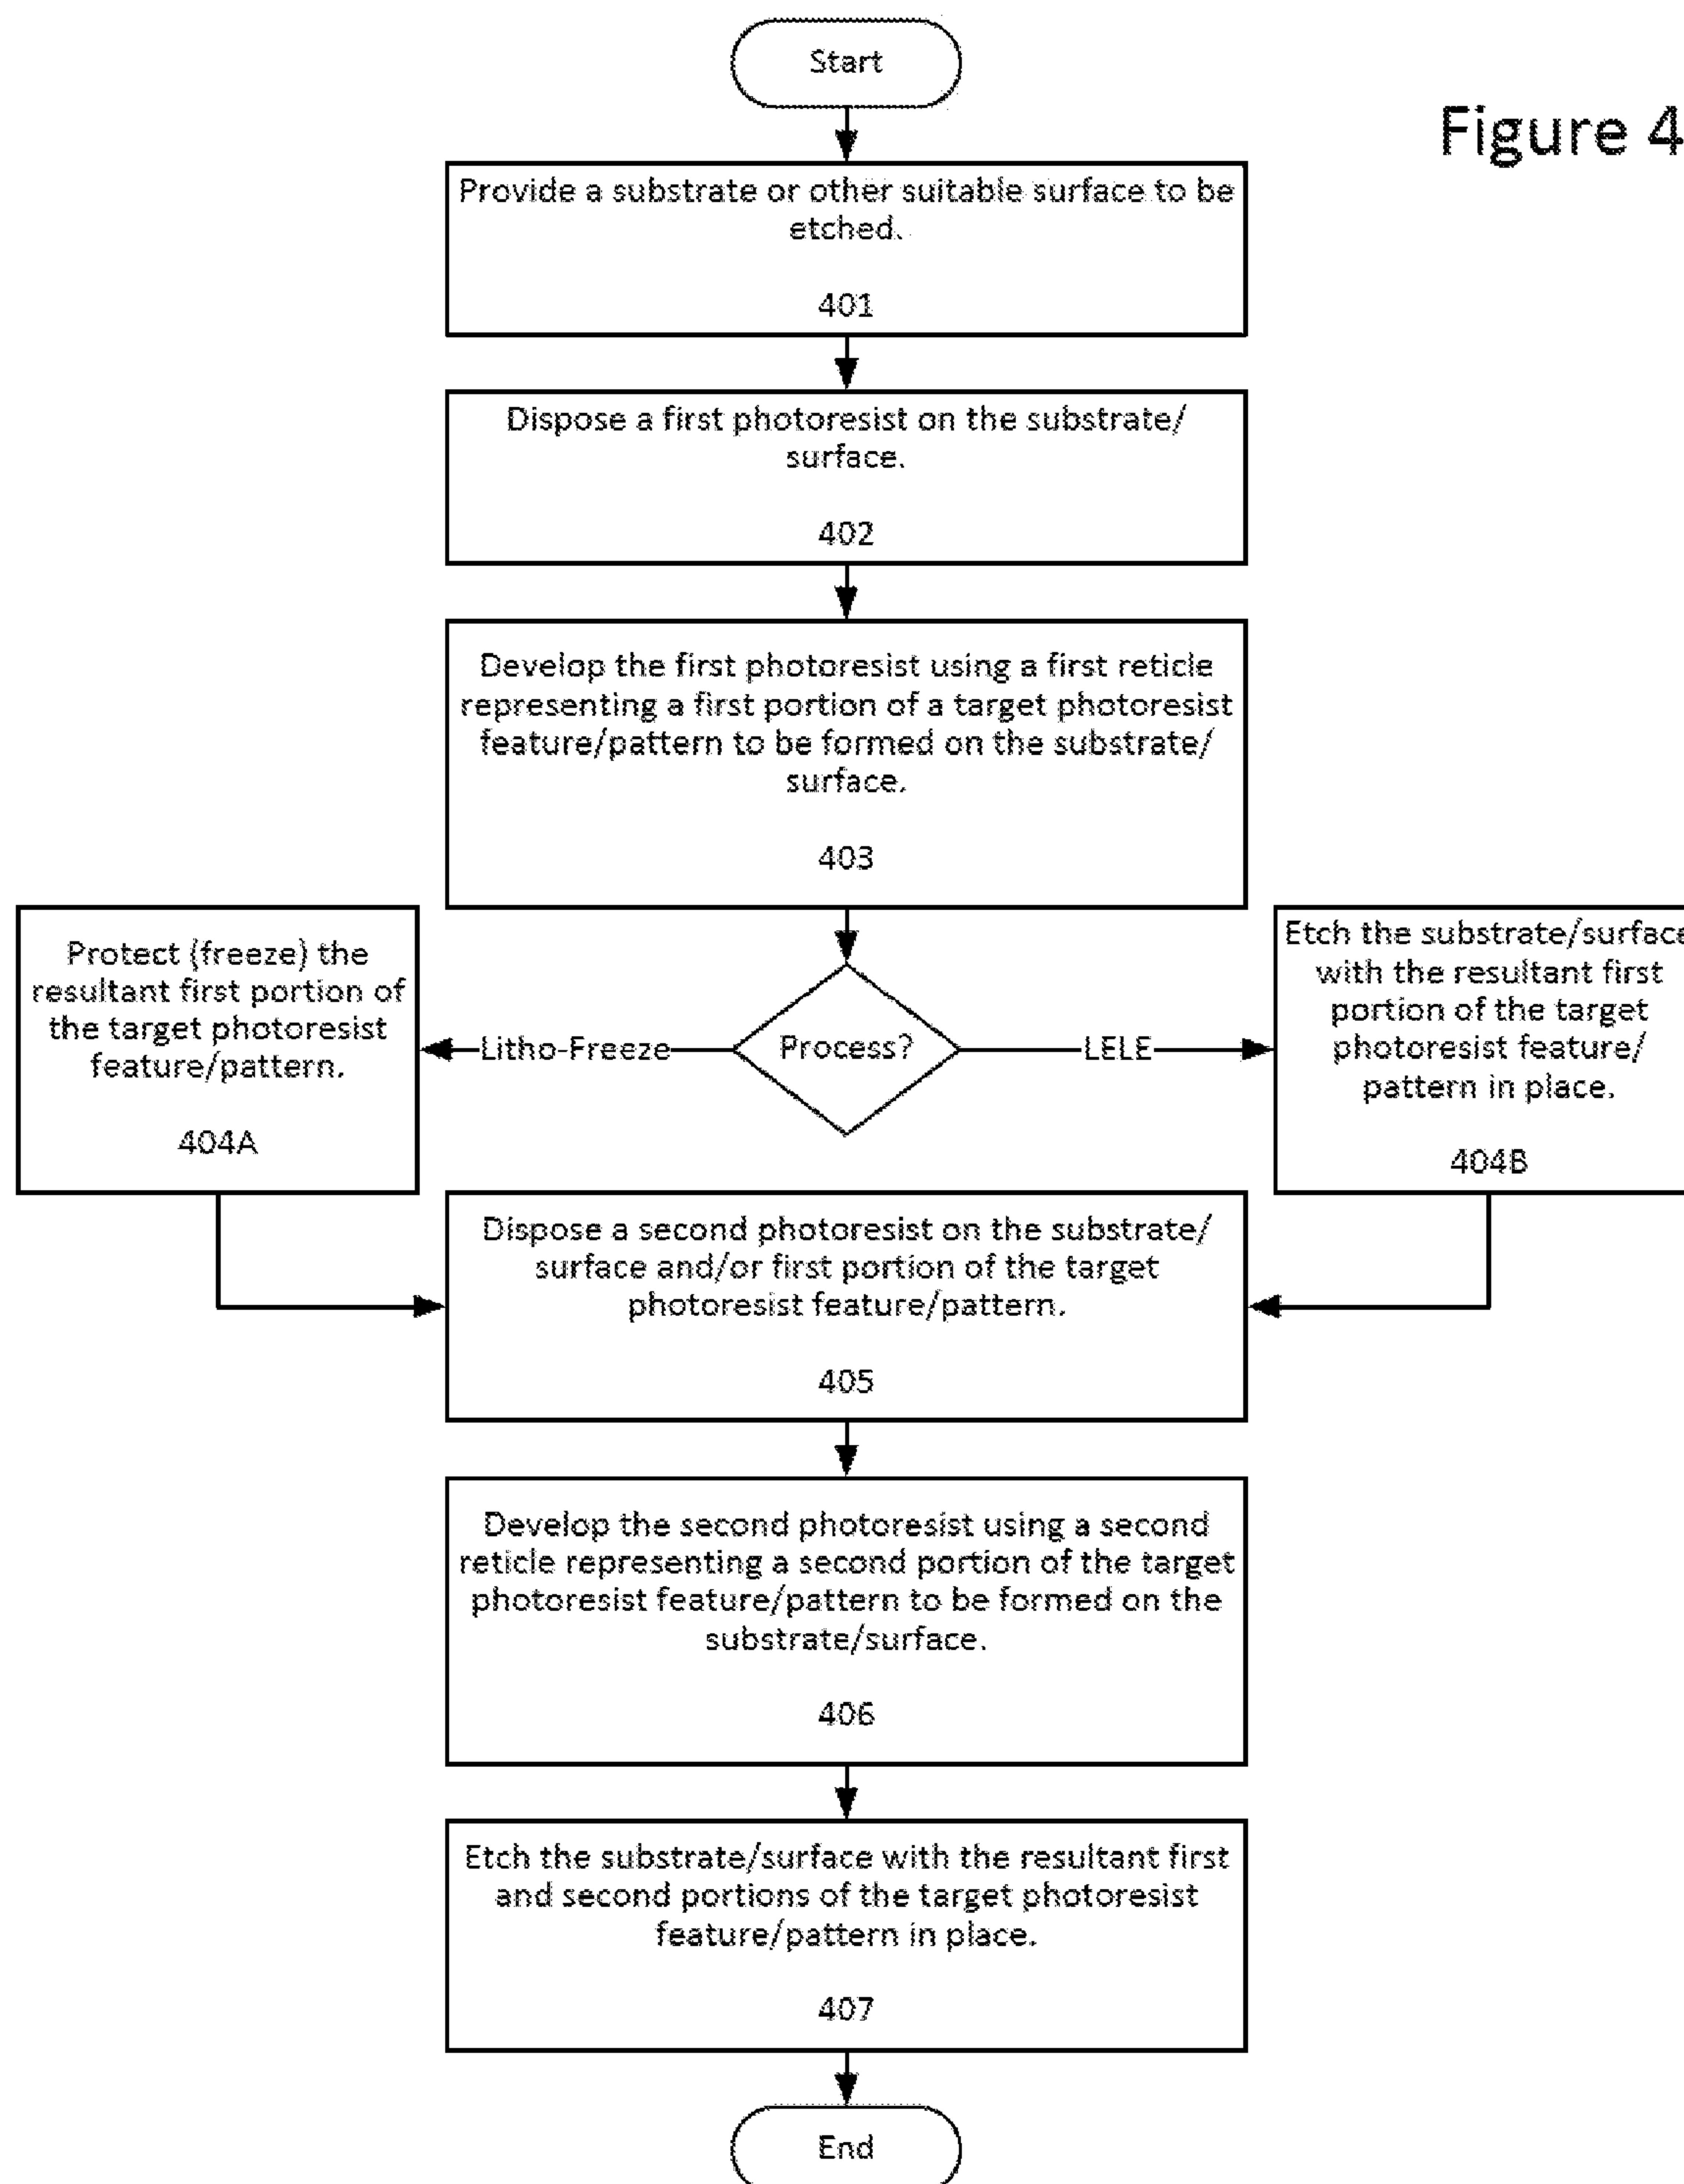 Start
Figure 4
Provide a substrate or other suitable surface to be
etched.
401
Dispose a first photoresist on the substrate/
surface.
402
Develop the first photoresist using a first reticle
representing a first portion of a target photoresist
feature/pattern to be formed on the substrate/
surface.
403
Protect (freeze) the
resultant first portion of
the target photoresist
feature/pattern.
404A
Litho-Freeze
Process?
LELE
Etch the substrate/surface
with the resultant first
portion of the target
photoresist feature/
pattern in place.
404B
Dispose a second photoresist on the substrate/
surface and/or first portion of the target
photoresist feature/pattern.
405
Develop the second photoresist using a second
reticle representing a second portion of the target
photoresist feature/pattern to be formed on the
substrate/surface.
406
Etch the substrate/surface with the resultant first
and second portions of the target photoresist
feature/pattern in place.
407
End